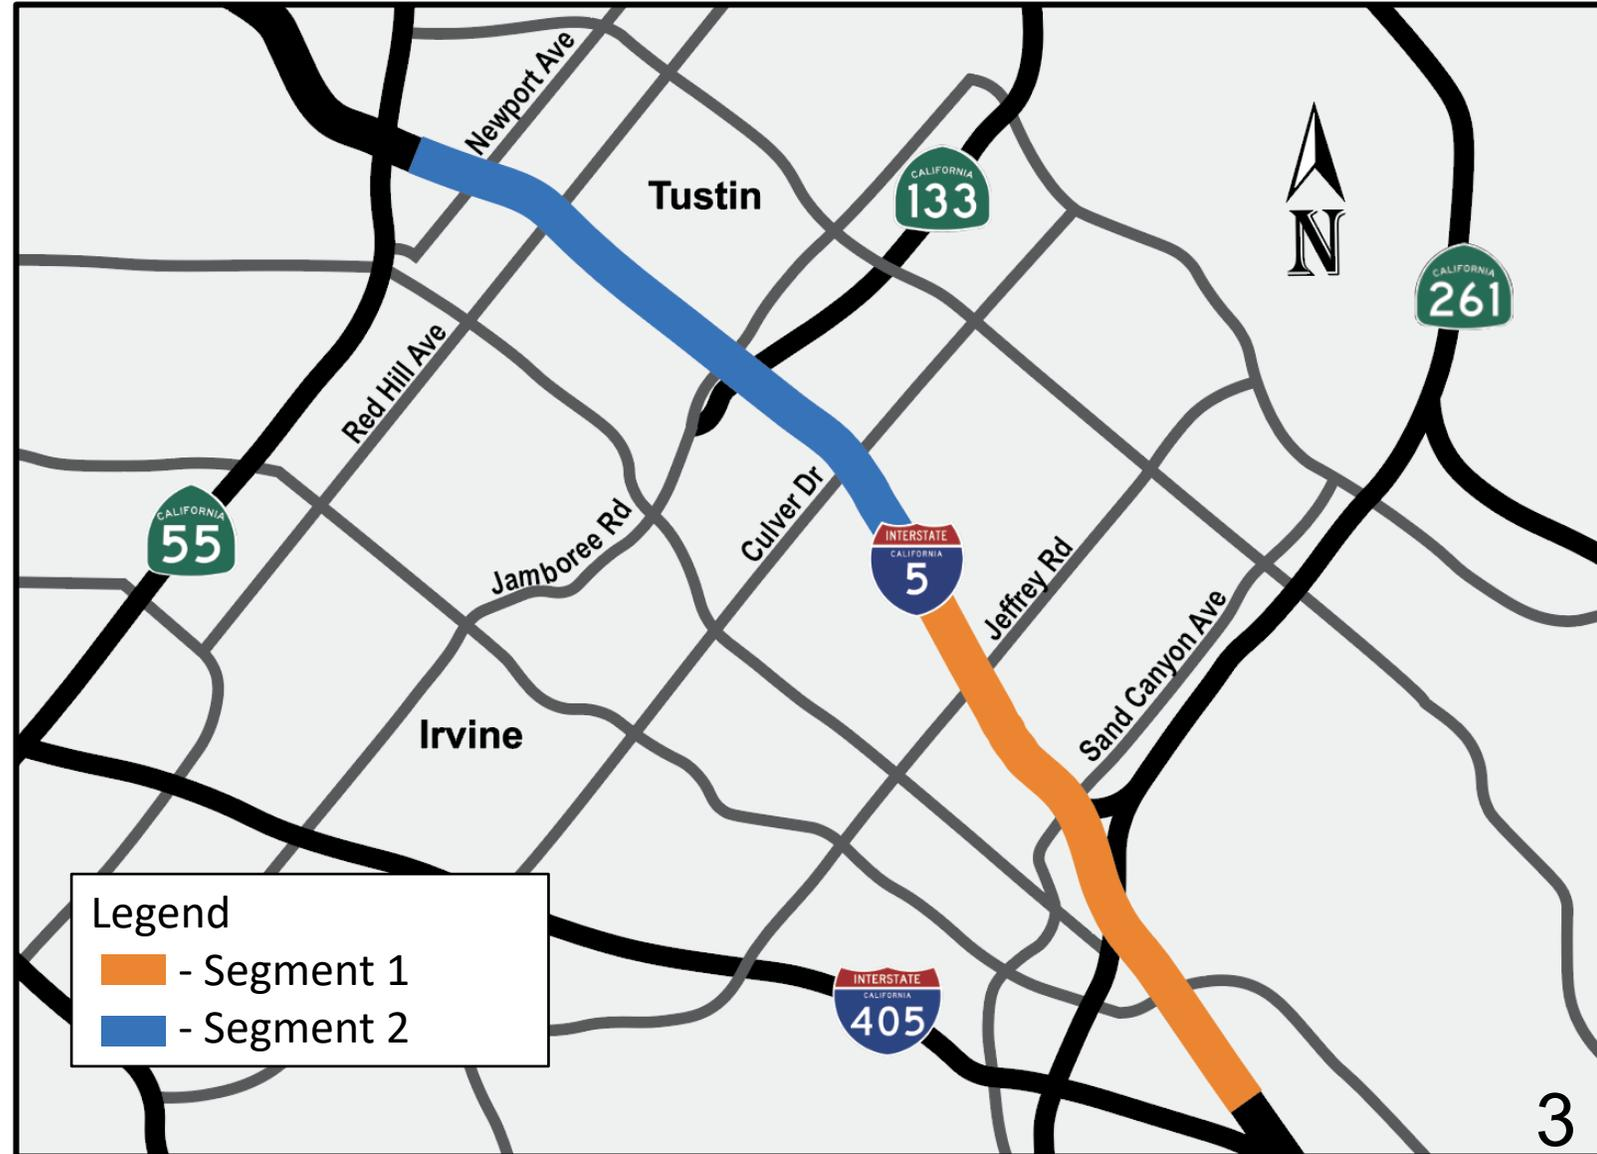 Newport Ave
Tustin
CALIFORNIA
133
N
CALIFORNIA
261
Red Hill Ave
CALIFORNIA
55
Jamboree Rd
Culver Dr
INTERSTATE
CALIFORNIA
5
Jeffrey Rd
Sand Canyon Ave
Irvine
Legend
- Segment 1
- Segment 2
INTERSTATE
CALIFORNIA
405
3